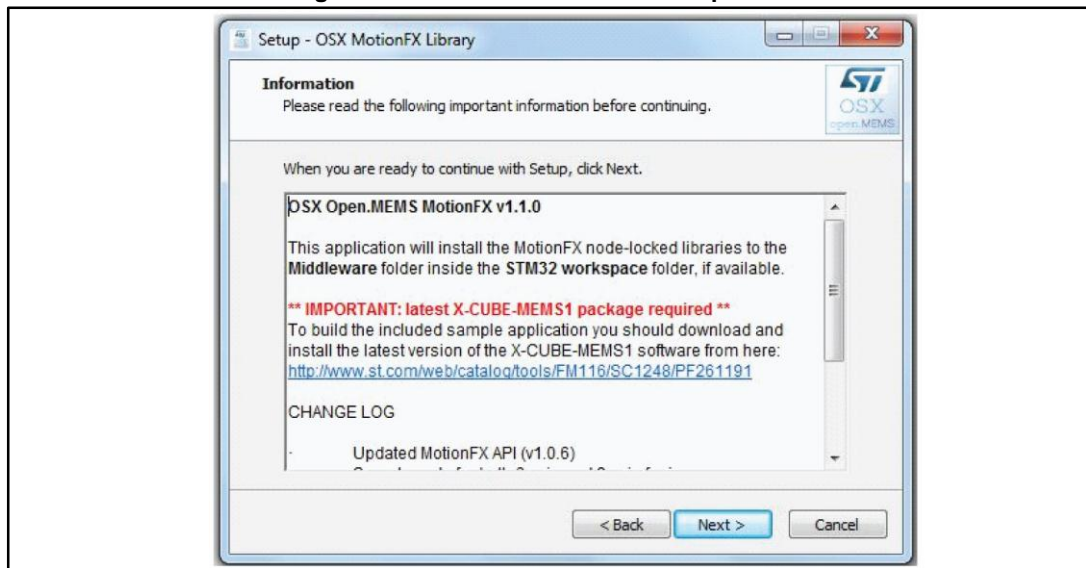 Setup - OSX MotionFX Library
Information
Please read the following important information before continuing.
OSX
open.MEMS
When you are ready to continue with Setup, click Next.
OSX Open.MEMS MotionFX v1.1.0
This application will install the MotionFX node-locked libraries to the
Middleware folder inside the STM32 workspace folder, if available.
** IMPORTANT: latest X-CUBE-MEMS1 package required **
To build the included sample application you should download and
install the latest version of the X-CUBE-MEMS1 software from here:
http://www.st.com/web/catalog/tools/FM116/SC1248/PF261191
CHANGE LOG
· Updated MotionFX API (v1.0.6)
< Back
Next >
Cancel